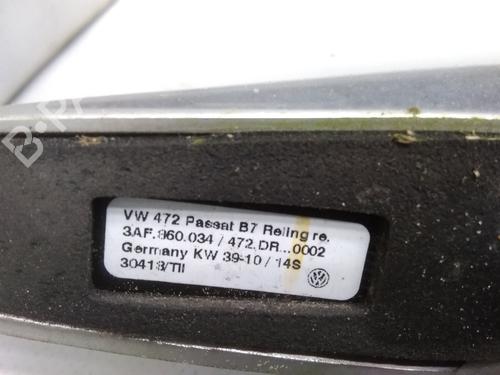 VW 472 Passat B7 Reling re.
3AF.860.034 / 472.DR...0002
Germany KW 39-10 / 14S
30418/TII
B-PA